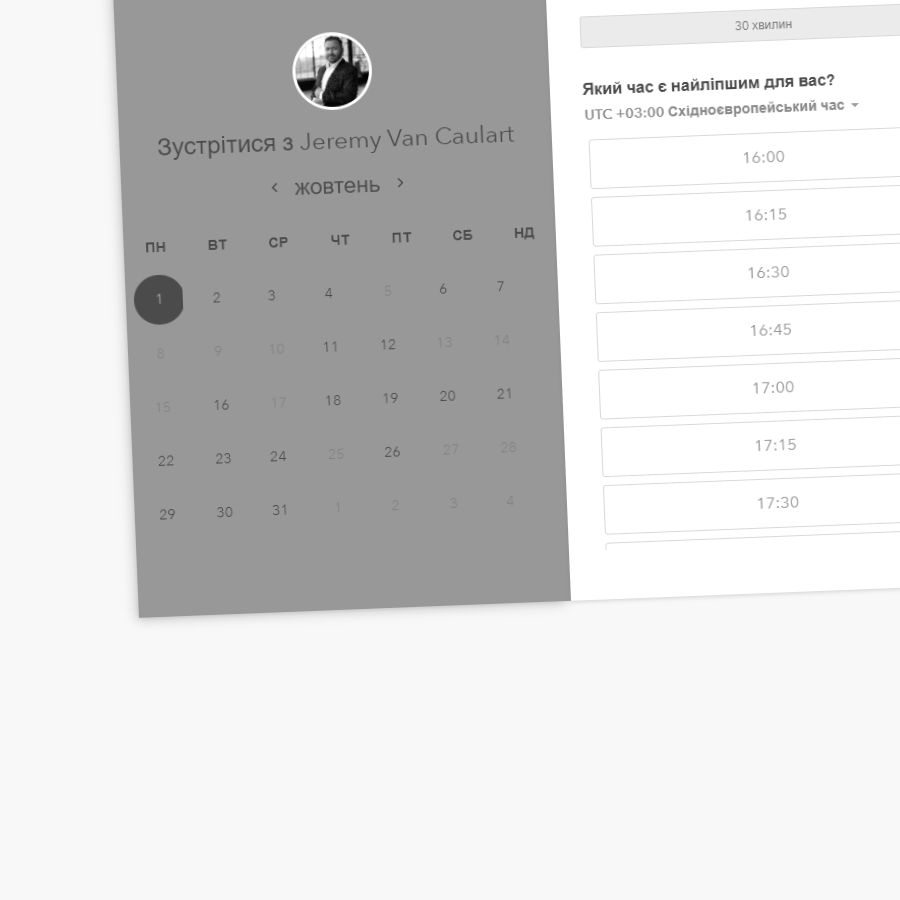 Зустрітися з Jeremy Van Caulart
жовтень
ПН ВТ СР ЧТ ПТ СБ НД
1 2 3 4 5 6 7
8 9 10 11 12 13 14
15 16 17 18 19 20 21
22 23 24 25 26 27 28
29 30 31 1 2 3 4
30 хвилин
Який час є найліпшим для вас?
UTC +03:00 Східноєвропейський час
16:00
16:15
16:30
16:45
17:00
17:15
17:30